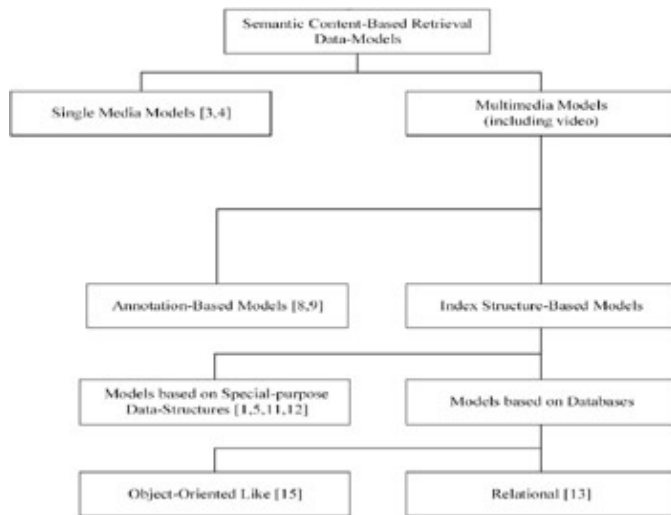 Semantic Content-Based Retrieval
Data-Models
Single Media Models [3,4]
Multimedia Models
(including video)
Annotation-Based Models [8,9]
Index Structure-Based Models
Models based on Special-purpose
Data-Structures [1,5,11,12]
Models based on Databases
Object-Oriented Like [15]
Relational [13]